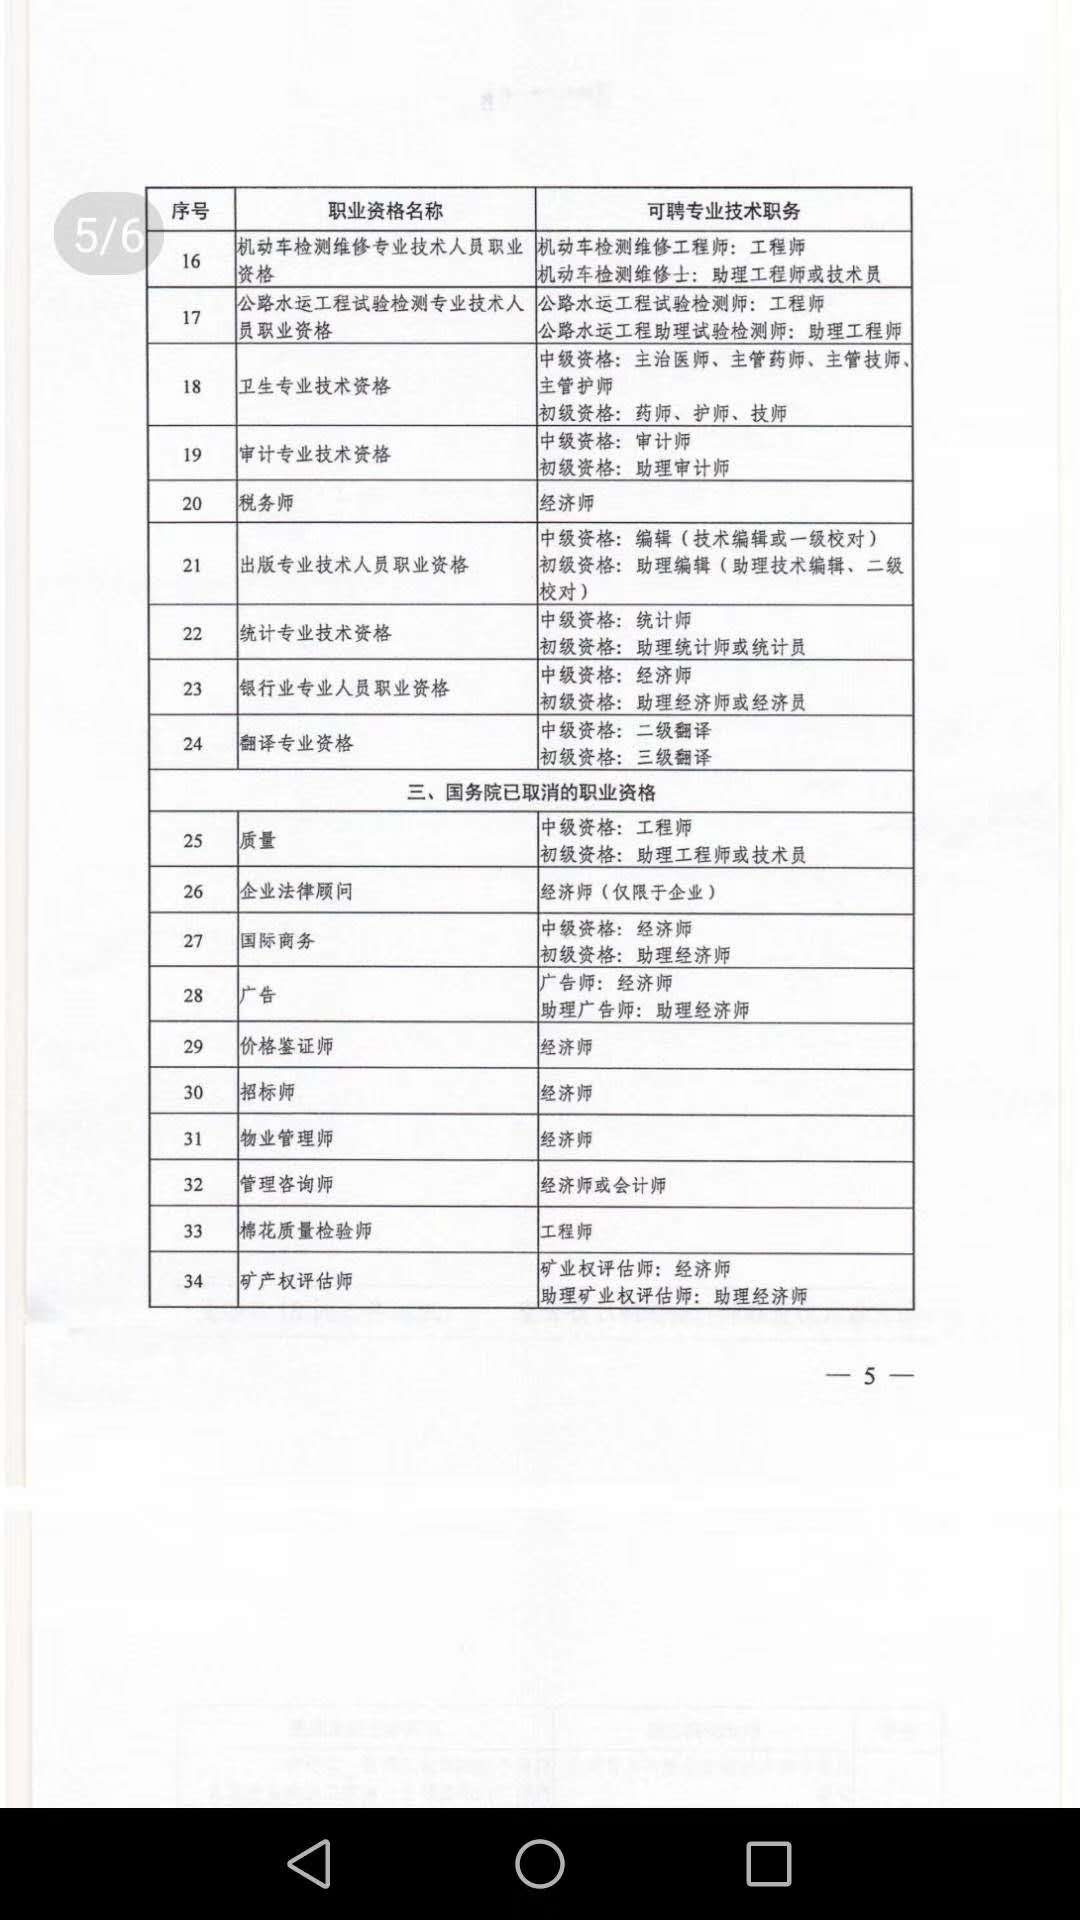 5/6
序号 职业资格名称 可聘专业技术职务
16 机动车检测维修专业技术人员职业资格 机动车检测维修工程师：工程师
机动车检测维修士：助理工程师或技术员
17 公路水运工程试验检测专业技术人员职业资格 公路水运工程试验检测师：工程师
公路水运工程助理试验检测师：助理工程师
18 卫生专业技术资格 中级资格：主治医师、主管药师、主管技师、主管护师
初级资格：药师、护师、技师
19 审计专业技术资格 中级资格：审计师
初级资格：助理审计师
20 税务师 经济师
21 出版专业技术人员职业资格 中级资格：编辑（技术编辑或一级校对）
初级资格：助理编辑（助理技术编辑、二级校对）
22 统计专业技术资格 中级资格：统计师
初级资格：助理统计师或统计员
23 银行业专业人员职业资格 中级资格：经济师
初级资格：助理经济师或经济员
24 翻译专业资格 中级资格：二级翻译
初级资格：三级翻译
三、国务院已取消的职业资格
25 质量 中级资格：工程师
初级资格：助理工程师或技术员
26 企业法律顾问 经济师（仅限于企业）
27 国际商务 中级资格：经济师
初级资格：助理经济师
28 广告 广告师：经济师
助理广告师：助理经济师
29 价格鉴证师 经济师
30 招标师 经济师
31 物业管理师 经济师
32 管理咨询师 经济师或会计师
33 棉花质量检验师 工程师
34 矿产权评估师 矿业权评估师：经济师
助理矿业权评估师：助理经济师
— 5 —